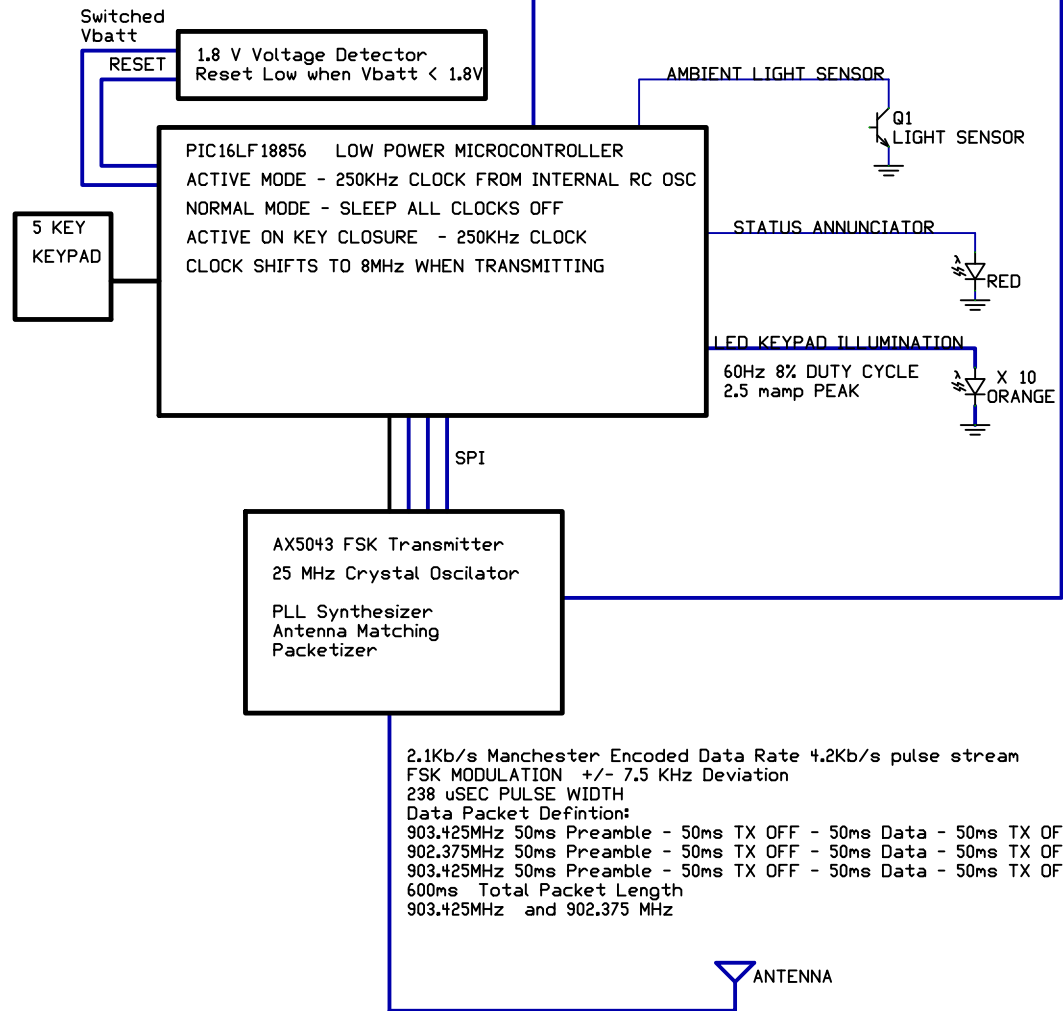 Switched
Vbatt
RESET
1.8 V Voltage Detector
Reset Low when Vbatt < 1.8V
AMBIENT LIGHT SENSOR
Q1
LIGHT SENSOR
PIC16LF18856 LOW POWER MICROCONTROLLER
ACTIVE MODE - 250KHz CLOCK FROM INTERNAL RC OSC
NORMAL MODE - SLEEP ALL CLOCKS OFF
ACTIVE ON KEY CLOSURE - 250KHz CLOCK
CLOCK SHIFTS TO 8MHz WHEN TRANSMITTING
5 KEY
KEYPAD
STATUS ANNUNCIATOR
λ
RED
LED KEYPAD ILLUMINATION
60Hz 8% DUTY CYCLE
2.5 mamp PEAK
λ
X 10
ORANGE
SPI
AX5043 FSK Transmitter
25 MHz Crystal Oscilator
PLL Synthesizer
Antenna Matching
Packetizer
2.1Kb/s Manchester Encoded Data Rate 4.2Kb/s pulse stream
FSK MODULATION +/- 7.5 KHz Deviation
238 uSEC PULSE WIDTH
Data Packet Defintion:
903.425MHz 50ms Preamble - 50ms TX OFF - 50ms Data - 50ms TX OF
902.375MHz 50ms Preamble - 50ms TX OFF - 50ms Data - 50ms TX OF
903.425MHz 50ms Preamble - 50ms TX OFF - 50ms Data - 50ms TX OF
600ms Total Packet Length
903.425MHz and 902.375 MHz
ANTENNA